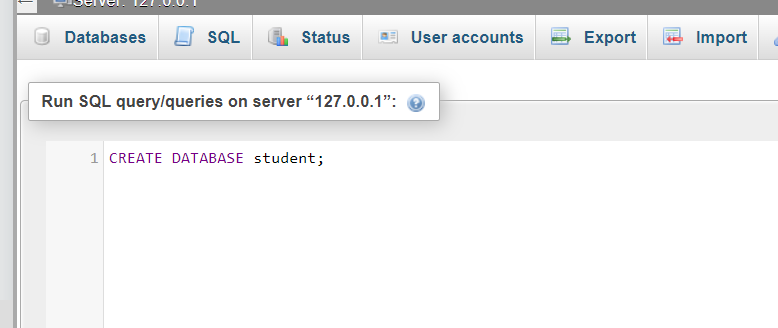 Server: 127.0.0.1
Databases SQL Status User accounts Export Import
Run SQL query/queries on server “127.0.0.1”:
1 CREATE DATABASE student;